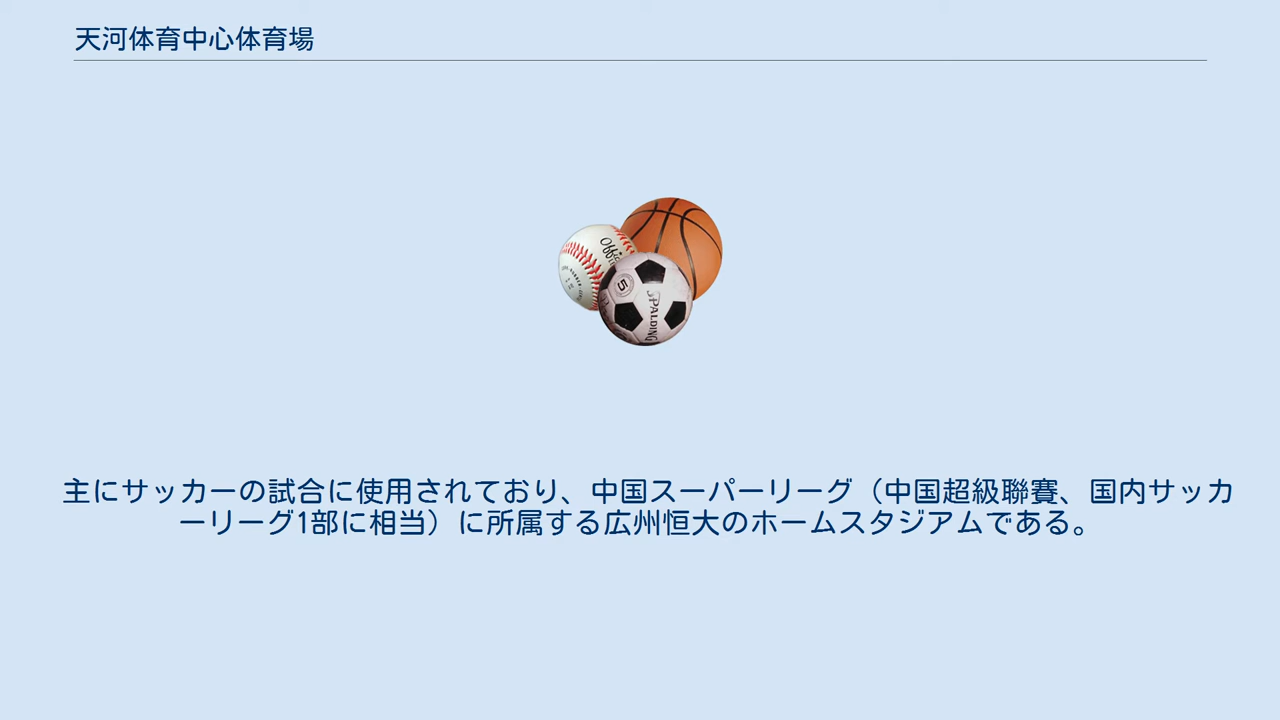 天河体育中心体育場
Offic
5
SPALDING
主にサッカーの試合に使用されており、中国スーパーリーグ（中国超級聯賽、国内サッカ
ーリーグ1部に相当）に所属する広州恒大のホームスタジアムである。